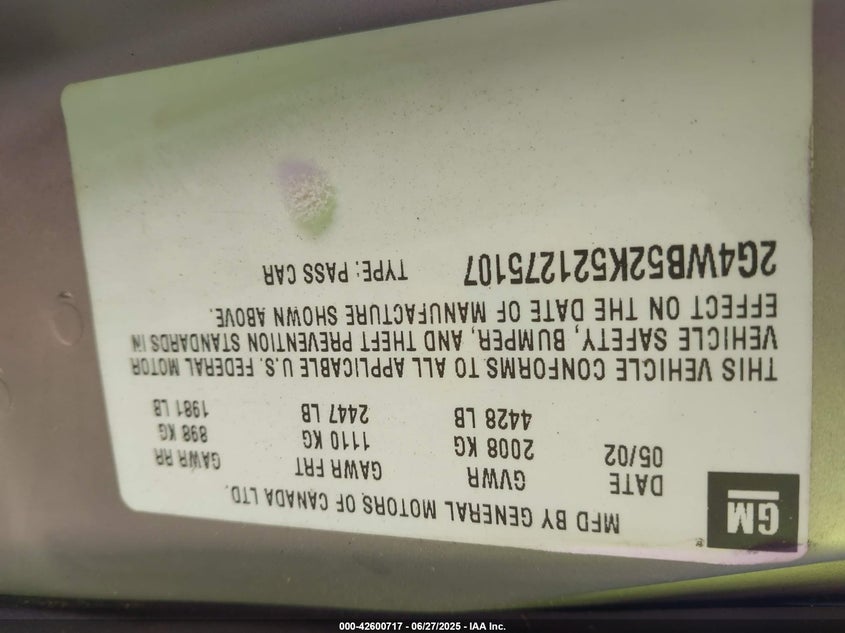 GM
MFD BY GENERAL MOTORS OF CANADA LTD.
DATE GVWR GAWR FRT GAWR RR
05/02 2008 KG 1110 KG 898 KG
4428 LB 2447 LB 1981 LB
THIS VEHICLE CONFORMS TO ALL APPLICABLE U.S. FEDERAL MOTOR
VEHICLE SAFETY, BUMPER, AND THEFT PREVENTION STANDARDS IN
EFFECT ON THE DATE OF MANUFACTURE SHOWN ABOVE.
2G4WB52K521275107 TYPE: PASS CAR
000-42600717 - 06/27/2025 - IAA Inc.